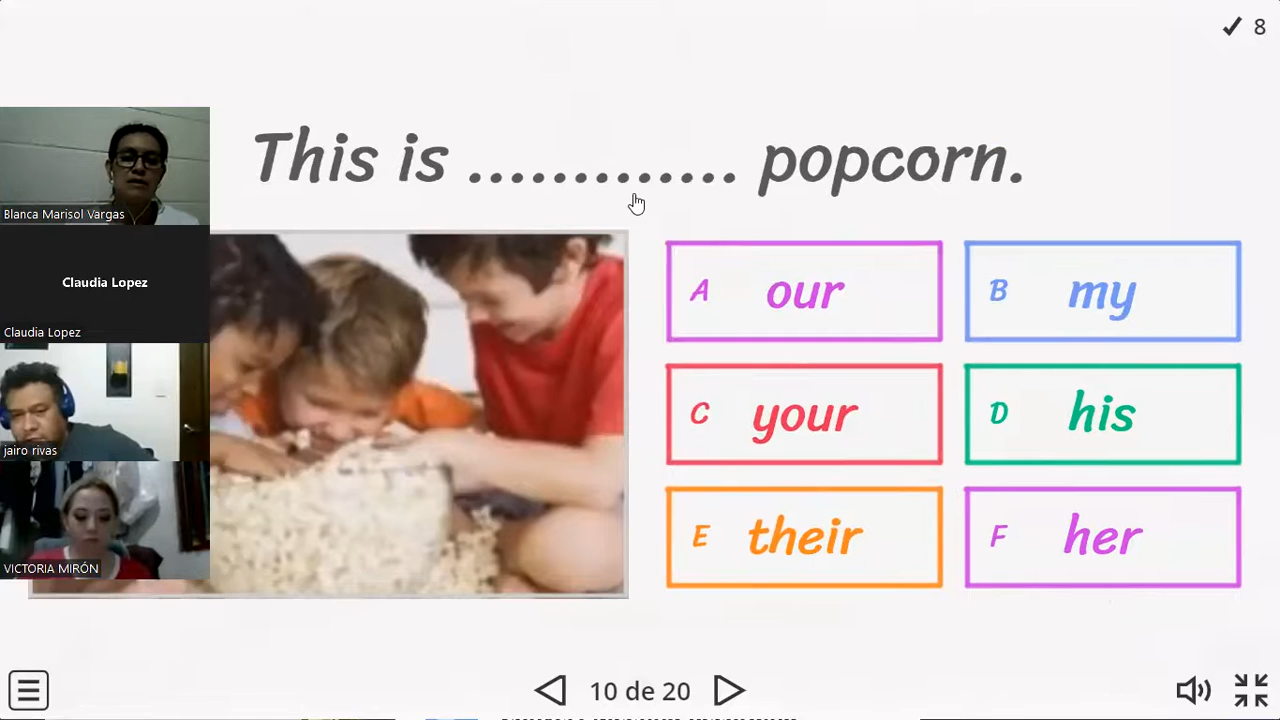 ✓ 8
This is ............. popcorn.
Blanca Marisol Vargas
Claudia Lopez
Claudia Lopez
jairo rivas
VICTORIA MIRÓN
A our
B my
C your
D his
E their
F her
10 de 20